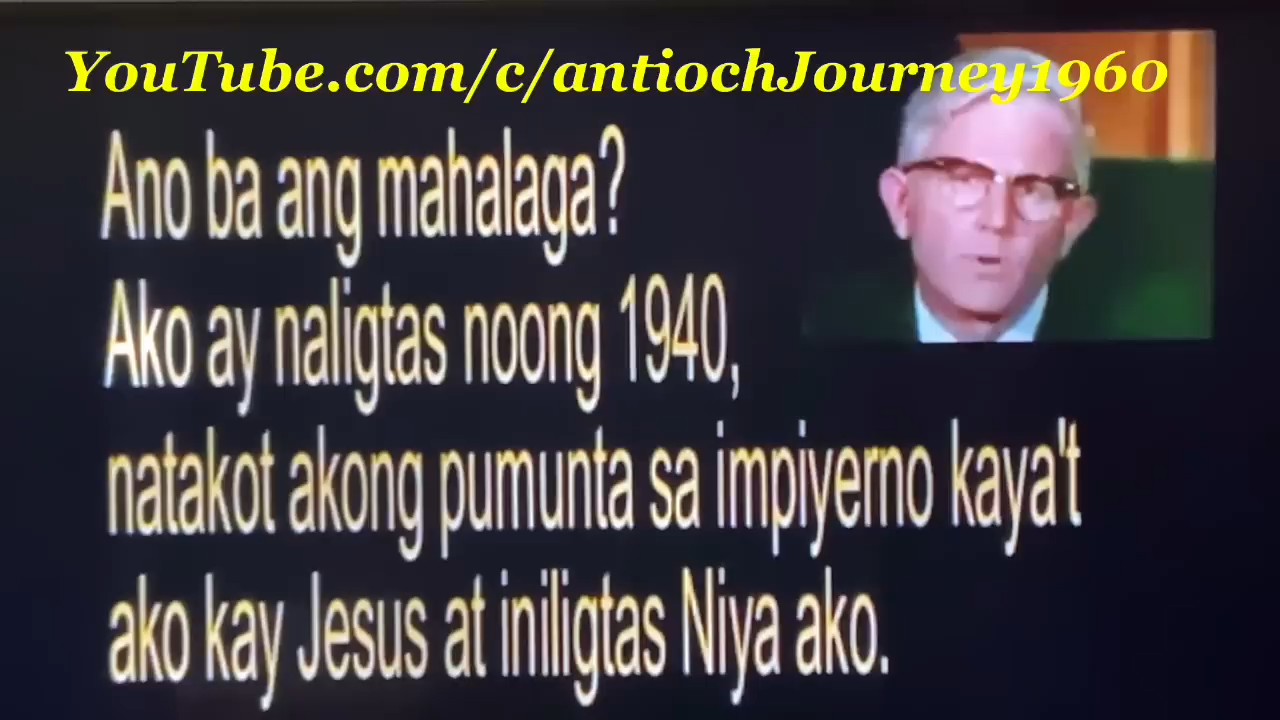 YouTube.com/c/antiochJourney1960
Ano ba ang mahalaga?
Ako ay naligtas noong 1940,
natakot akong pumunta sa impiyerno kaya't
ako kay Jesus at iniligtas Niya ako.